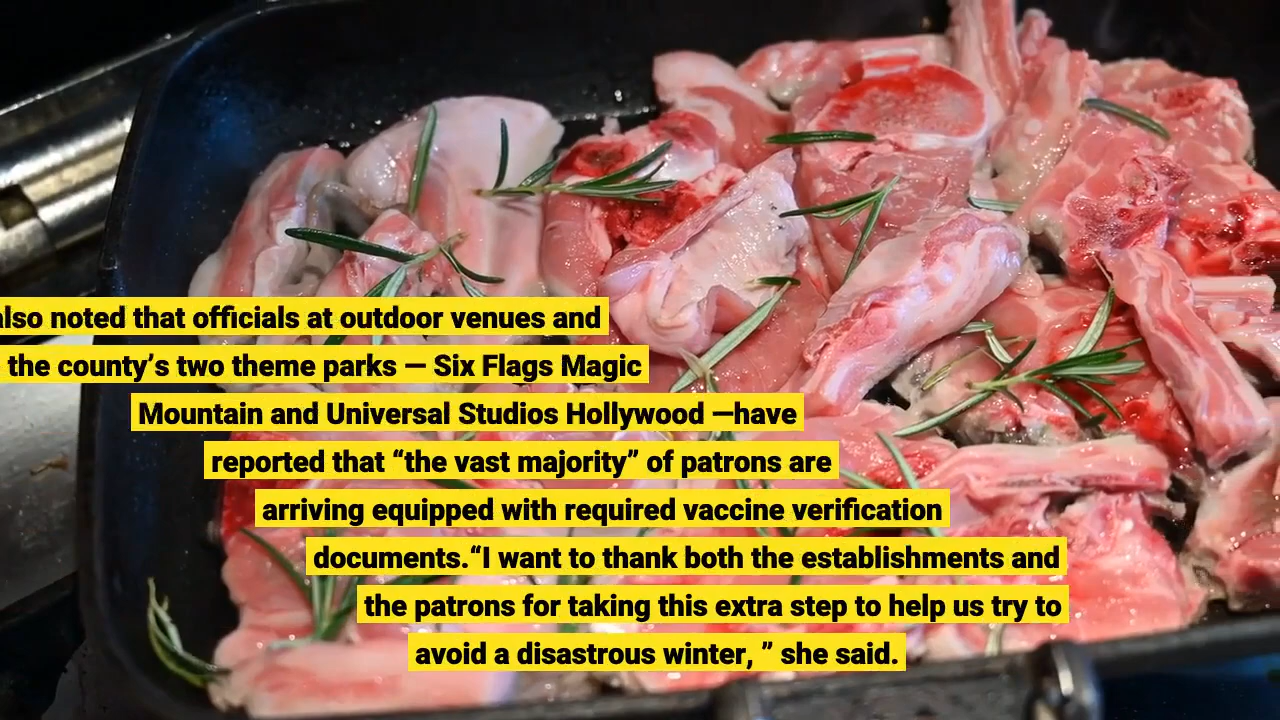 also noted that officials at outdoor venues and
the county’s two theme parks — Six Flags Magic
Mountain and Universal Studios Hollywood —have
reported that “the vast majority” of patrons are
arriving equipped with required vaccine verification
documents.“I want to thank both the establishments and
the patrons for taking this extra step to help us try to
avoid a disastrous winter, ” she said.